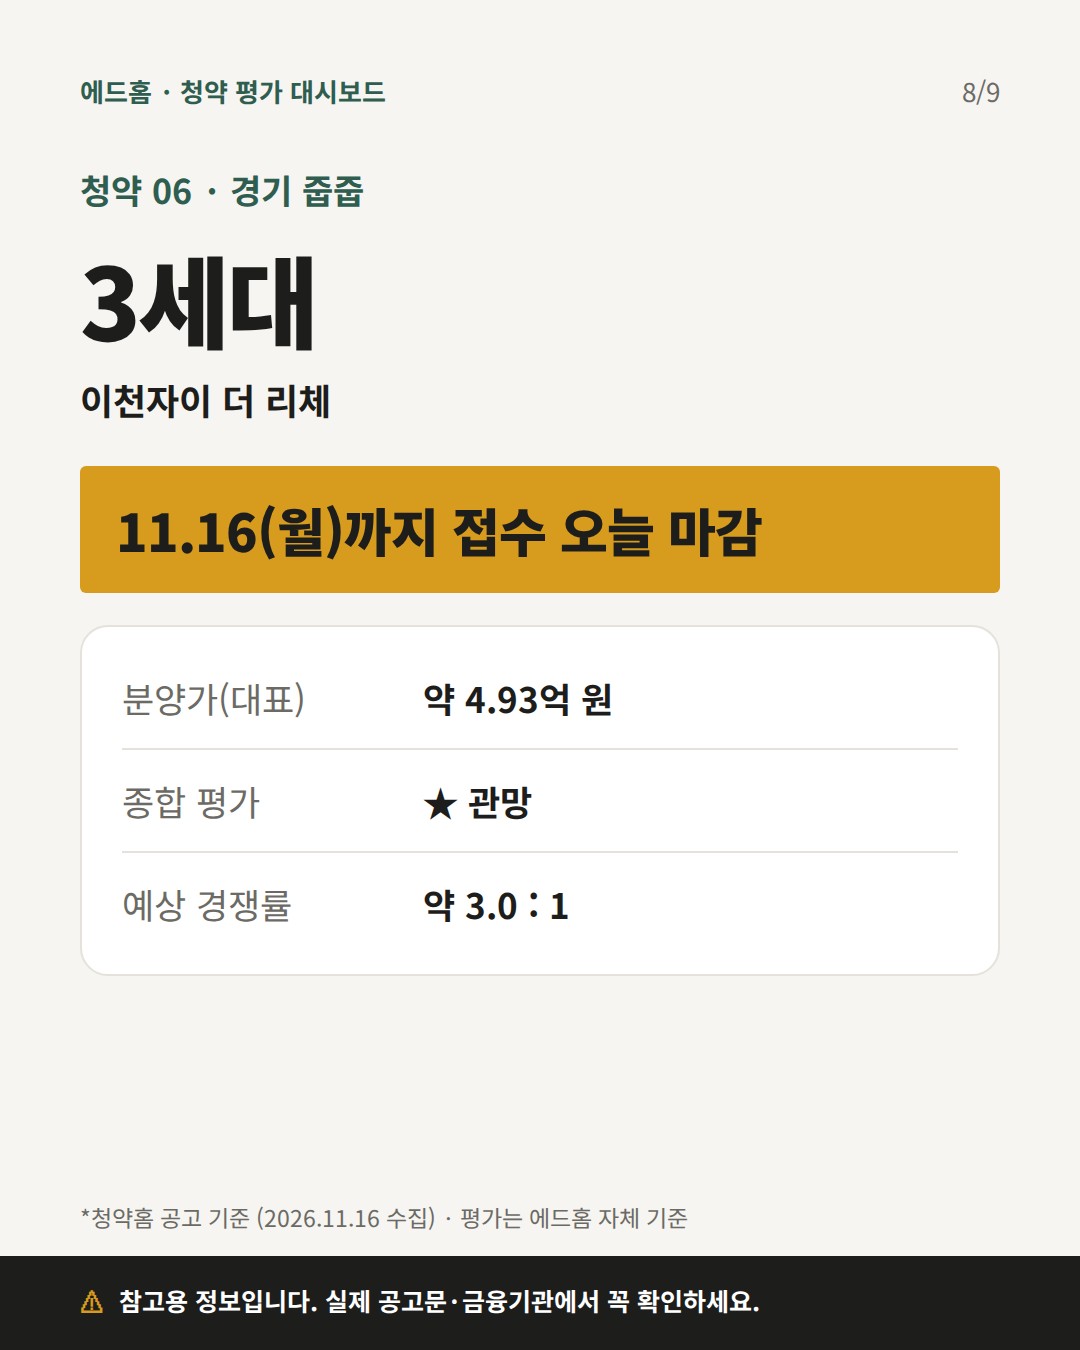 에드홈 · 청약 평가 대시보드
8/9
청약 06 · 경기 줍줍
3세대
이천자이 더 리체
11.16(월)까지 접수 오늘 마감
분양가(대표) 약 4.93억 원
종합 평가 ★ 관망
예상 경쟁률 약 3.0 : 1
*청약홈 공고 기준 (2026.11.16 수집) · 평가는 에드홈 자체 기준
⚠ 참고용 정보입니다. 실제 공고문·금융기관에서 꼭 확인하세요.